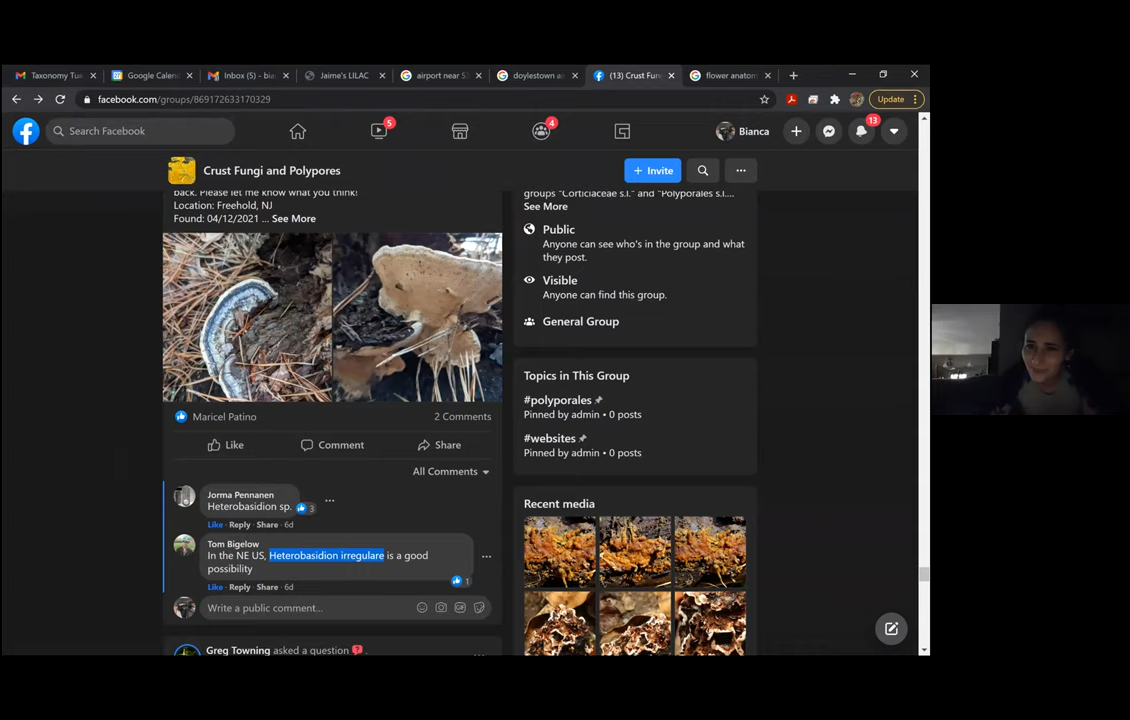 Taxonomy Tue
Google Calen
Inbox (5) - bia
Jaime's LILAC
airport near 53
doylestown ai
(13) Crust Fun
flower anatom
facebook.com/groups/869172633170329
Update
Search Facebook
5
4
Bianca
13
Crust Fungi and Polypores
+ Invite
back. Please let me know what you think!
Location: Freehold, NJ
Found: 04/12/2021 ... See More
Maricel Patino
2 Comments
Like
Comment
Share
All Comments
Jorma Pennanen
Heterobasidion sp.
3
Like · Reply · Share · 6d
Tom Bigelow
In the NE US, Heterobasidion irregulare is a good
possibility
1
Like · Reply · Share · 6d
Write a public comment...
Greg Towning asked a question
groups "Corticiaceae s.l." and "Polyporales s.l....
See More
Public
Anyone can see who's in the group and what
they post.
Visible
Anyone can find this group.
General Group
Topics in This Group
#polyporales
Pinned by admin • 0 posts
#websites
Pinned by admin • 0 posts
Recent media